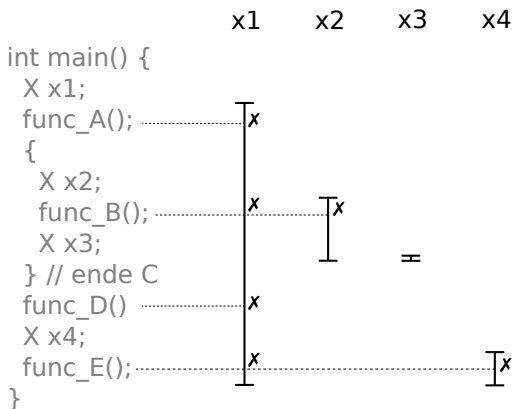 x1 x2 x3 x4
int main() {
X x1;
func_A(); ✗
{
X x2;
func_B(); ✗ ✗
X x3;
} // ende C
func_D() ✗
X x4;
func_E(); ✗ ✗
}